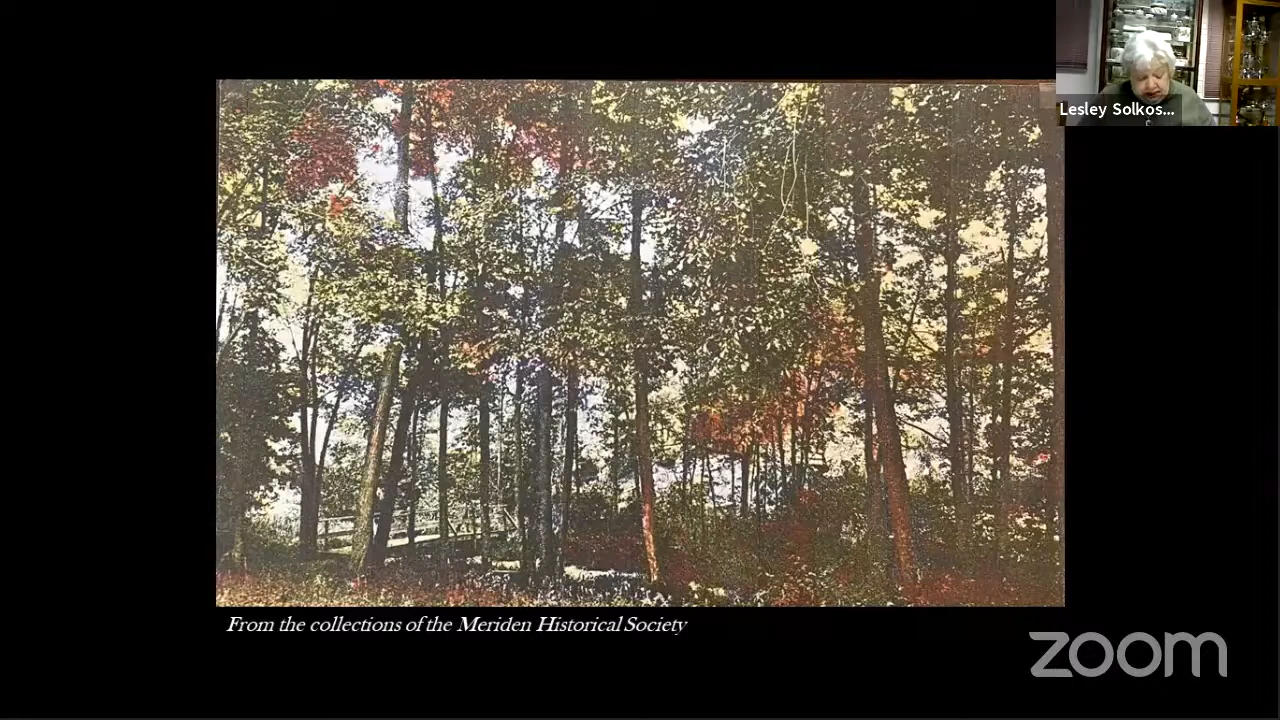 Lesley Solkos...
From the collections of the Meriden Historical Society
zoom